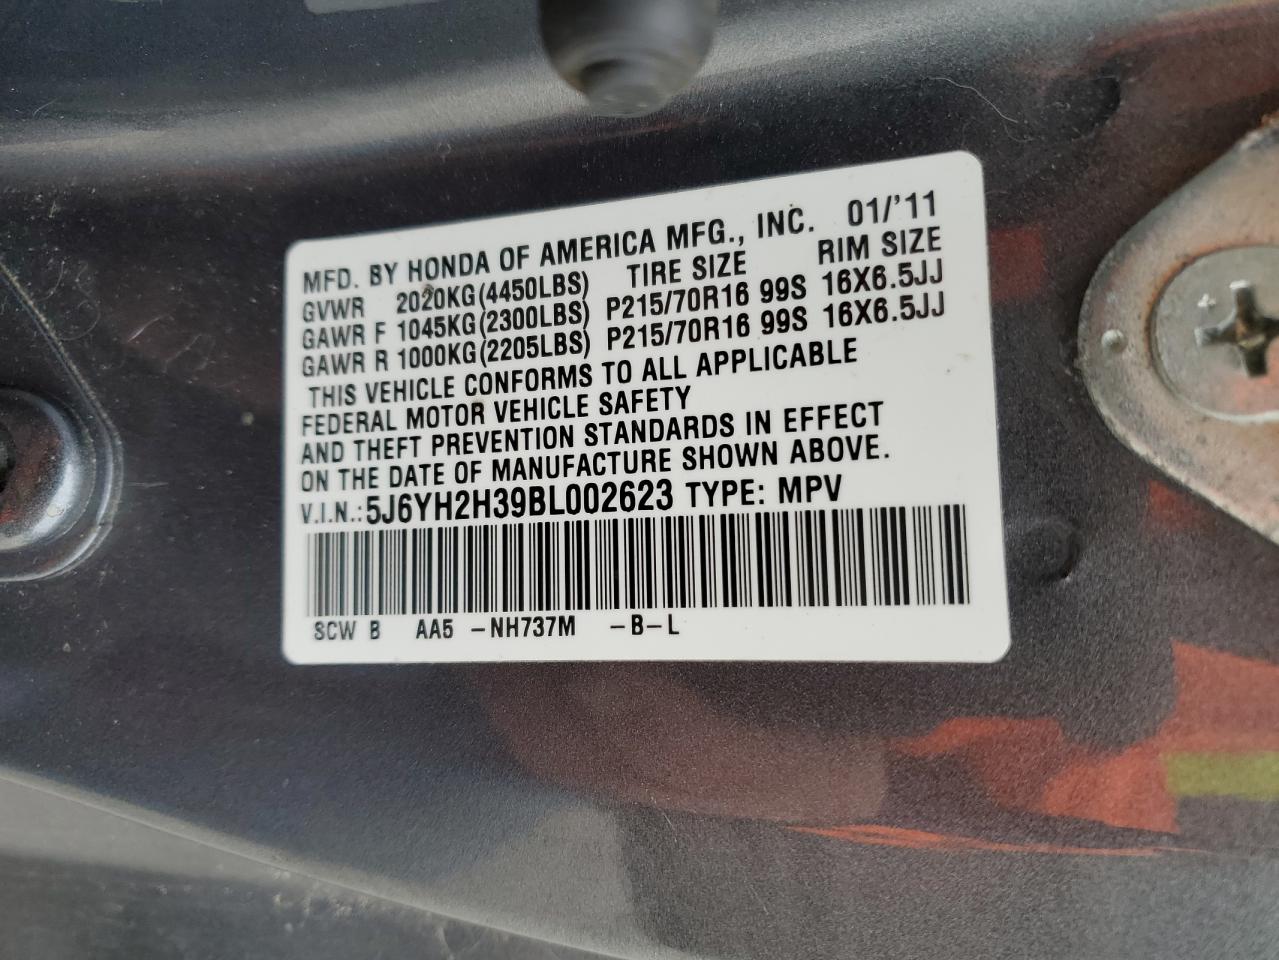 MFD. BY HONDA OF AMERICA MFG., INC. 01/'11
GVWR 2020KG(4450LBS) TIRE SIZE RIM SIZE
GAWR F 1045KG(2300LBS) P215/70R16 99S 16X6.5JJ
GAWR R 1000KG(2205LBS) P215/70R16 99S 16X6.5JJ
THIS VEHICLE CONFORMS TO ALL APPLICABLE
FEDERAL MOTOR VEHICLE SAFETY
AND THEFT PREVENTION STANDARDS IN EFFECT
ON THE DATE OF MANUFACTURE SHOWN ABOVE.
V.I.N.:5J6YH2H39BL002623 TYPE: MPV
SCW B AA5 -NH737M -B-L